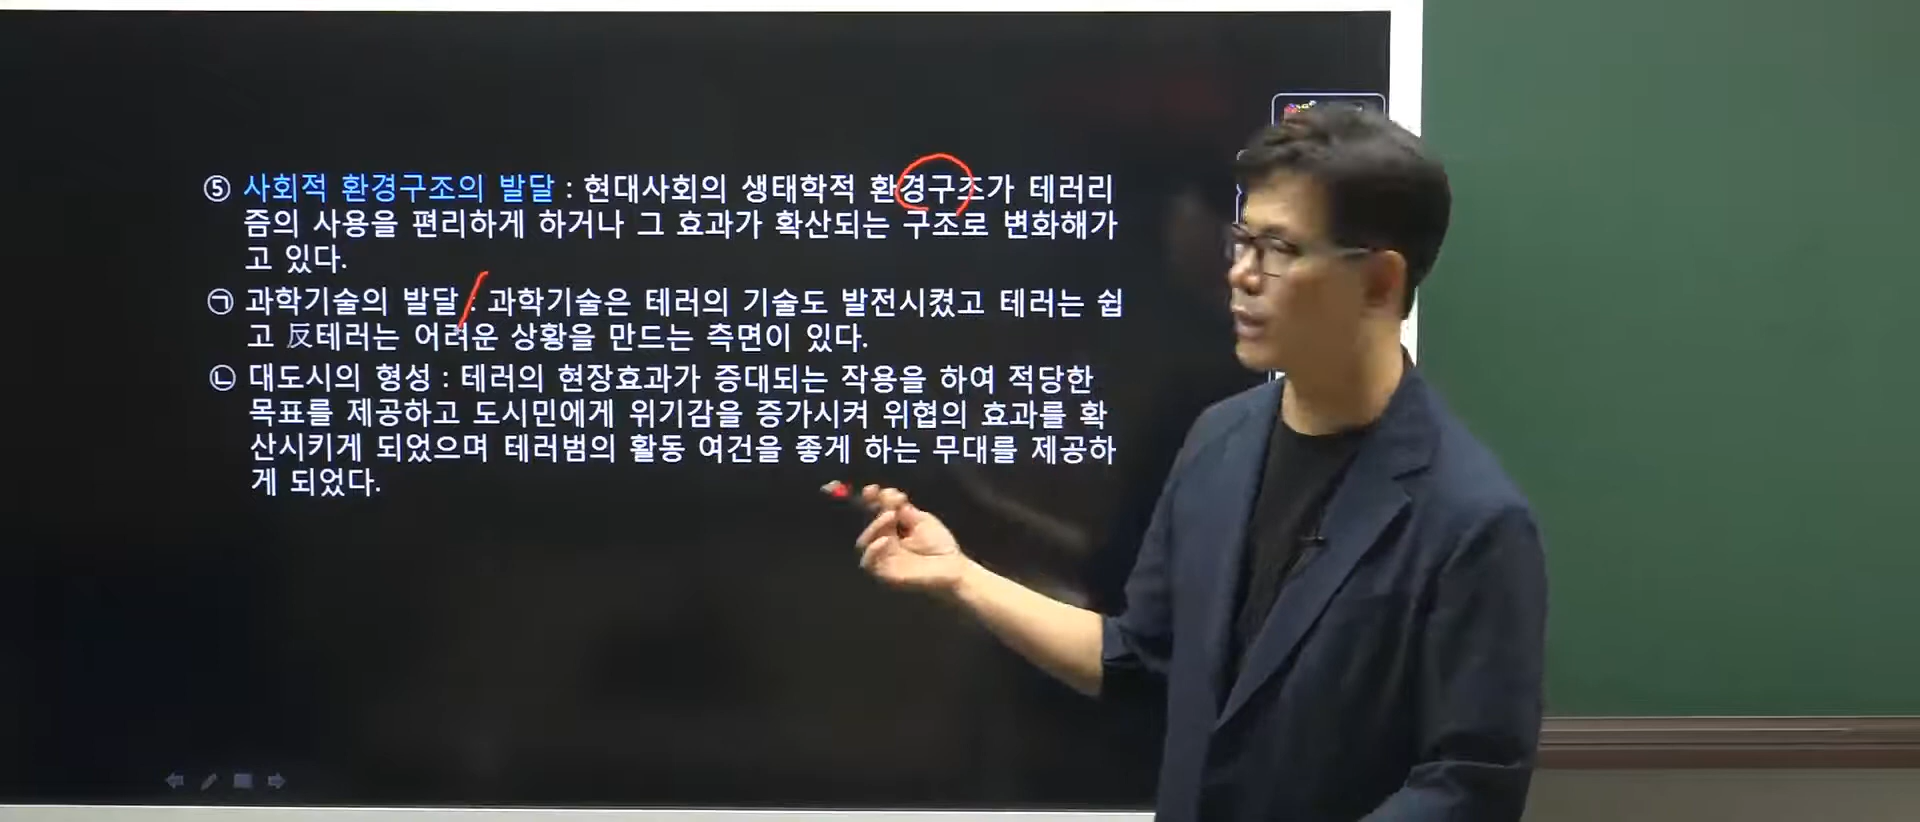 ⑤ 사회적 환경구조의 발달 : 현대사회의 생태학적 환경구조가 테러리
즘의 사용을 편리하게 하거나 그 효과가 확산되는 구조로 변화해가
고 있다.
㉠ 과학기술의 발달 : 과학기술은 테러의 기술도 발전시켰고 테러는 쉽
고 反테러는 어려운 상황을 만드는 측면이 있다.
㉡ 대도시의 형성 : 테러의 현장효과가 증대되는 작용을 하여 적당한
목표를 제공하고 도시민에게 위기감을 증가시켜 위협의 효과를 확
산시키게 되었으며 테러범의 활동 여건을 좋게 하는 무대를 제공하
게 되었다.